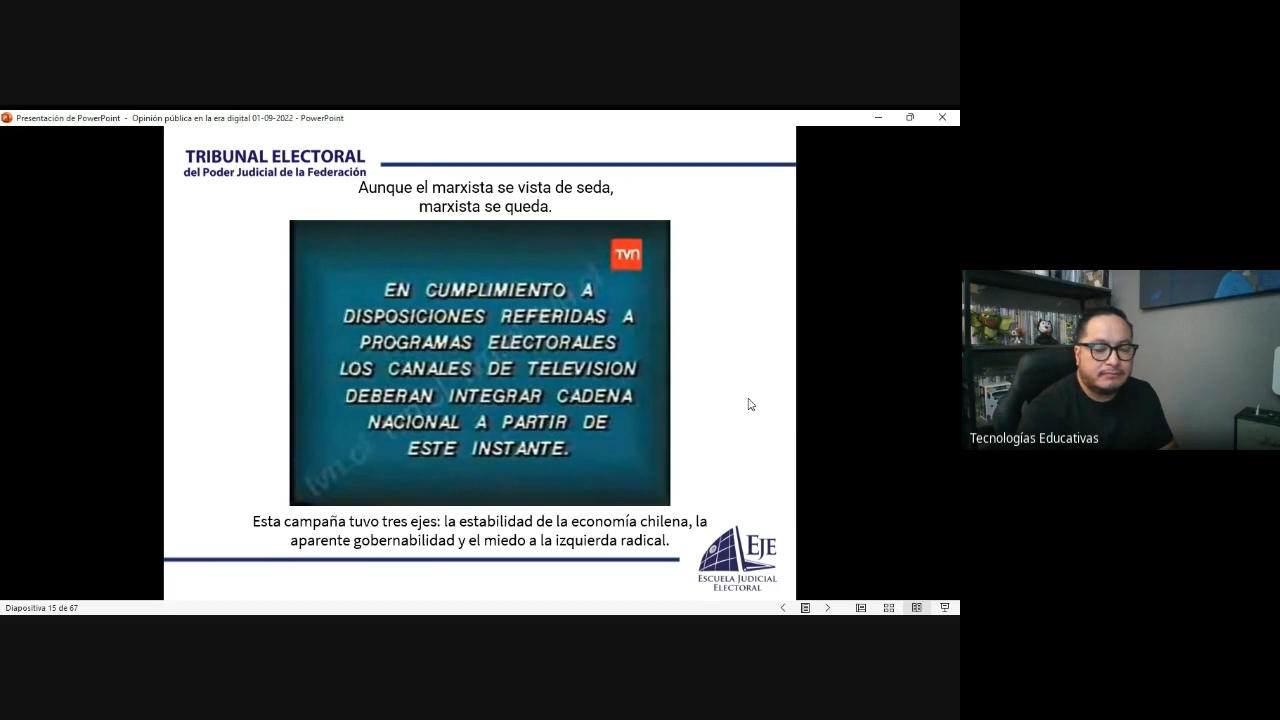 Presentación de PowerPoint - Opinión pública en la era digital 01-09-2022 - PowerPoint
TRIBUNAL ELECTORAL
del Poder Judicial de la Federación
Aunque el marxista se vista de seda,
marxista se queda.
TVN
EN CUMPLIMIENTO A
DISPOSICIONES REFERIDAS A
PROGRAMAS ELECTORALES
LOS CANALES DE TELEVISION
DEBERAN INTEGRAR CADENA
NACIONAL A PARTIR DE
ESTE INSTANTE.
Esta campaña tuvo tres ejes: la estabilidad de la economía chilena, la
aparente gobernabilidad y el miedo a la izquierda radical.
EJE
ESCUELA JUDICIAL
ELECTORAL
Diapositiva 15 de 67
Tecnologías Educativas